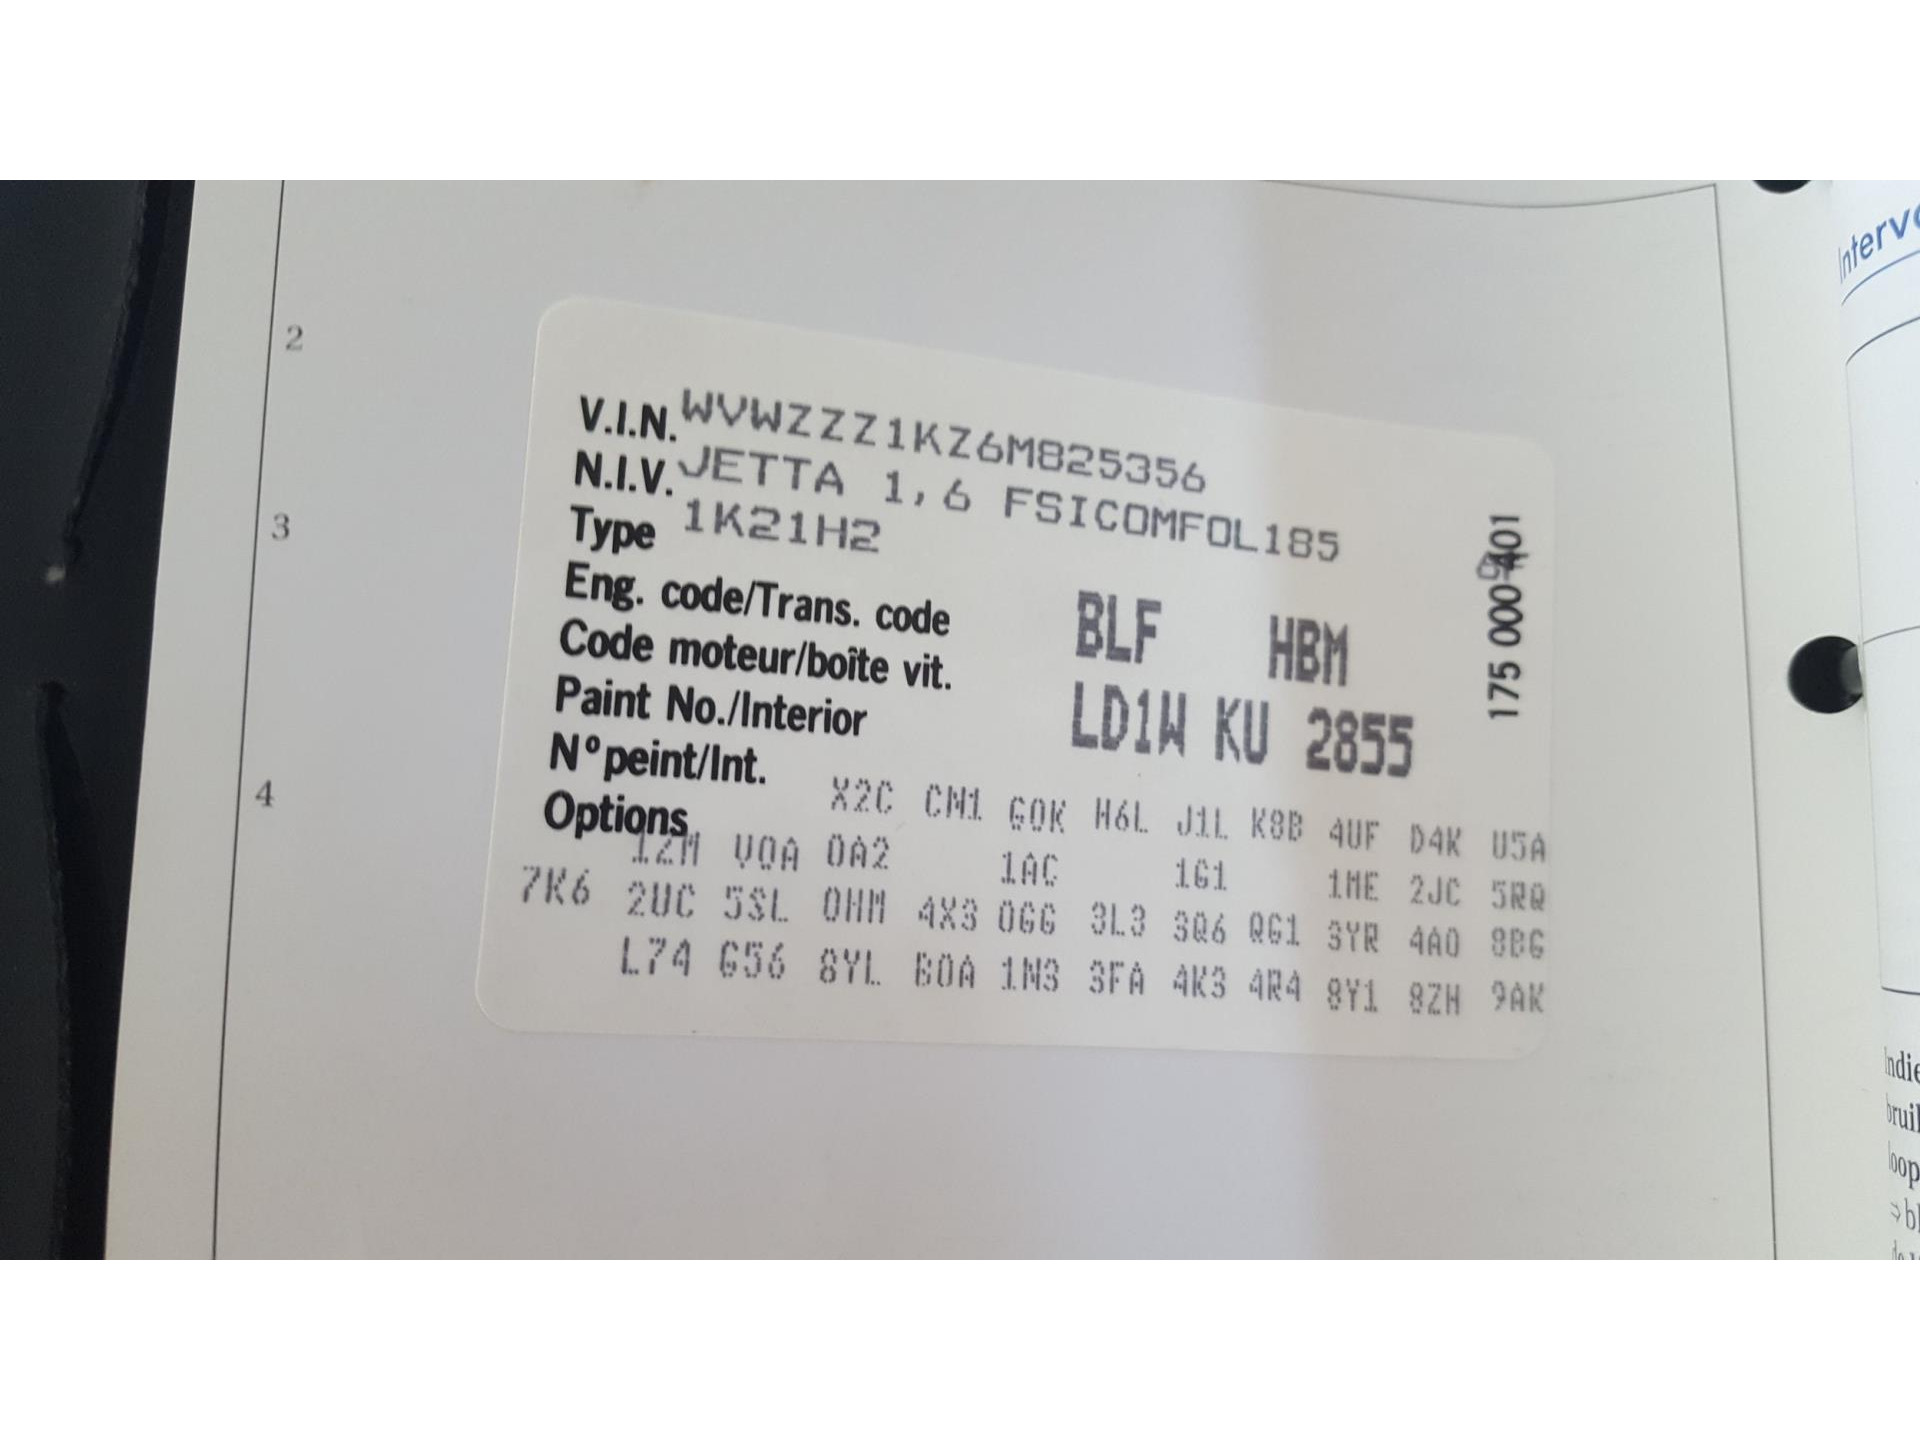 2
3
4
V.I.N. WVWZZZ1KZ6M825356
N.I.V. JETTA 1,6 FSICOMFOL185
Type 1K21H2
Eng. code/Trans. code
Code moteur/boîte vit. BLF HBM
Paint No./Interior
N° peint/Int. LD1W KU 2855
Options X2C CM1 G0K H6L J1L K8B 4UF D4K U5A
1ZM V0A 0A2 1AC 1G1 1ME 2JC 5RQ
7K6 2UC 5SL 0HM 4X3 0GG 3L3 3Q6 QG1 3YR 4A0 8BG
L74 G56 8YL B0A 1N3 3FA 4K3 4R4 8Y1 8ZH 9AK
175 000 401